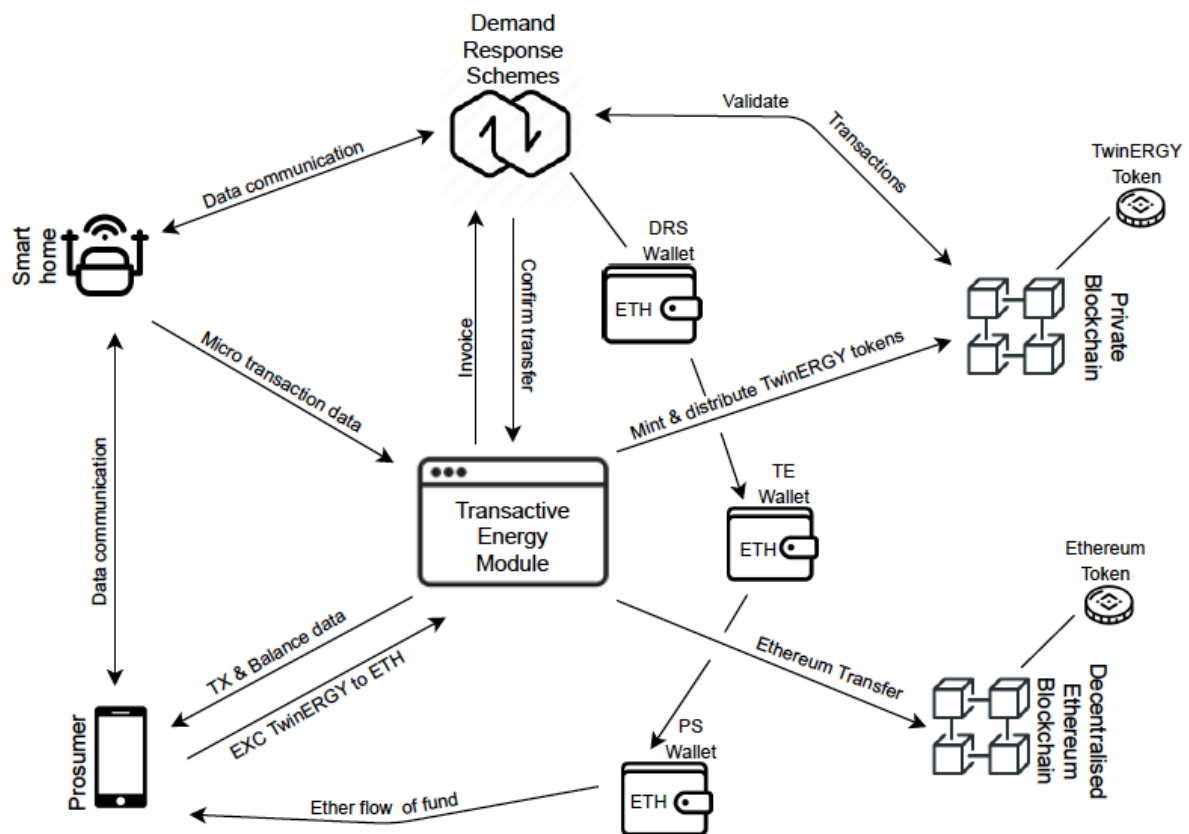 Demand
Response
Schemes
Validate
Transactions
TwinERGY
Token
Data communication
Smart
home
DRS
Wallet
ETH
Private
Blockchain
Confirm transfer
Invoice
Micro transaction data
Mint & distribute TwinERGY tokens
Transactive
Energy
Module
TE
Wallet
ETH
Data communication
Ethereum
Token
TX & Balance data
EXC TwinERGY to ETH
Ethereum Transfer
Decentralised
Ethereum
Blockchain
Prosumer
PS
Wallet
ETH
Ether flow of fund